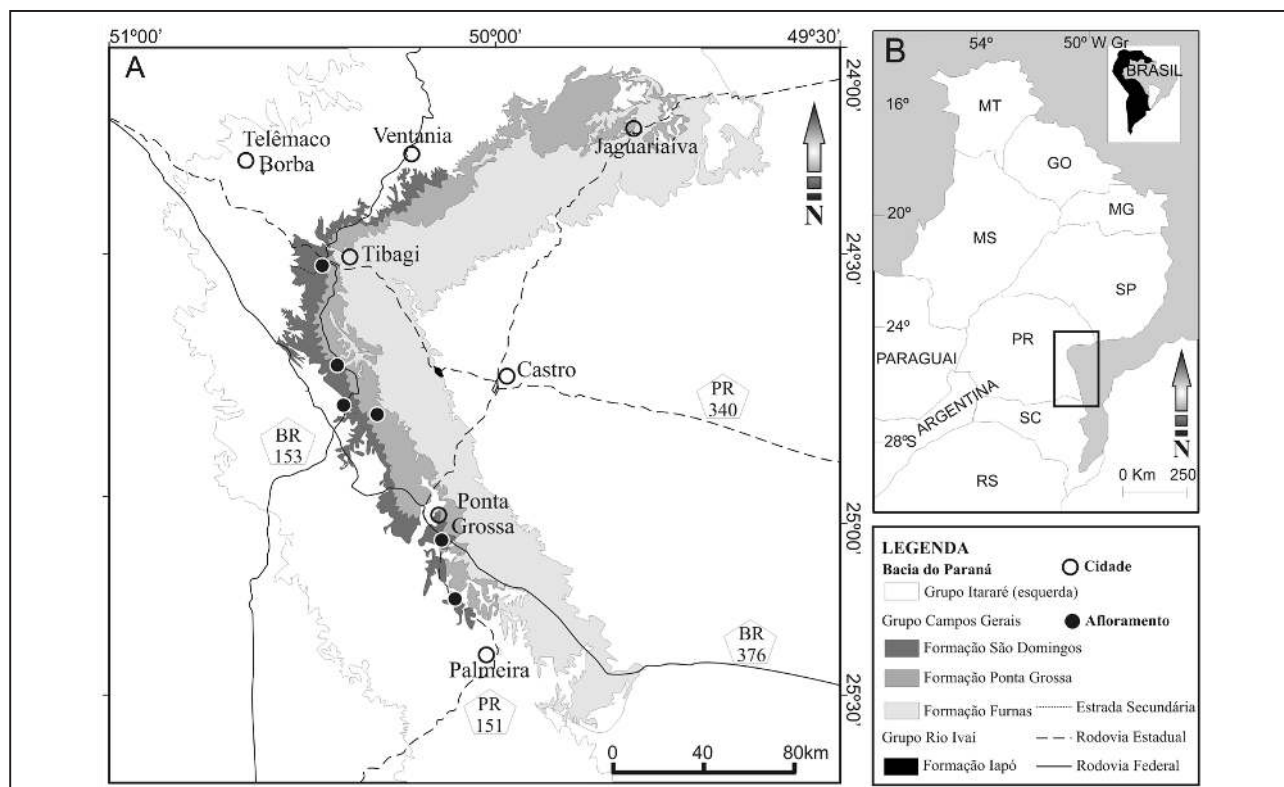 51°00'
50°00'
49°30'
A
24°00'
Telêmaco
Borba
Ventania
Jaguariaíva
N
Tibagi
24°30'
Castro
PR
340
BR
153
Ponta
Grossa
25°00'
Palmeira
BR
376
PR
151
25°30'
0 40 80km
B
54°
50° W Gr
BRASIL
16°
MT
GO
20°
MG
MS
SP
24°
PR
PARAGUAI
ARGENTINA
SC
28°S
RS
N
0 Km 250
LEGENDA
Bacia do Paraná
Cidade
Grupo Itararé (esquerda)
Grupo Campos Gerais
Afloramento
Formação São Domingos
Formação Ponta Grossa
Formação Furnas
Estrada Secundária
Grupo Rio Ivaí
Rodovia Estadual
Formação Iapó
Rodovia Federal